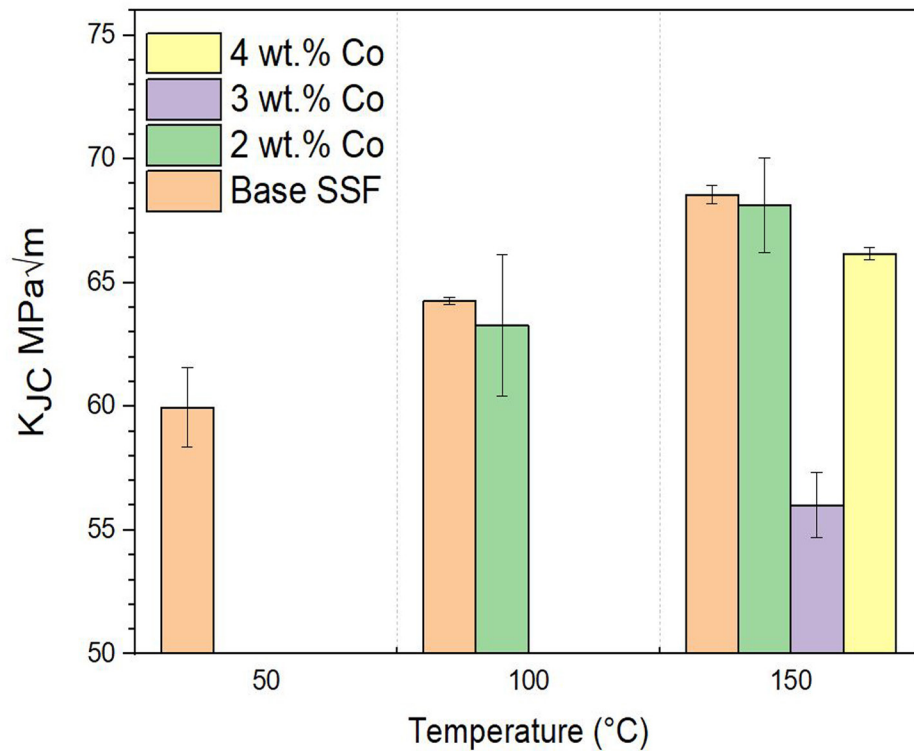 75
70
65
60
55
50
K_JC MPa√m
4 wt.% Co
3 wt.% Co
2 wt.% Co
Base SSF
50
100
150
Temperature (°C)